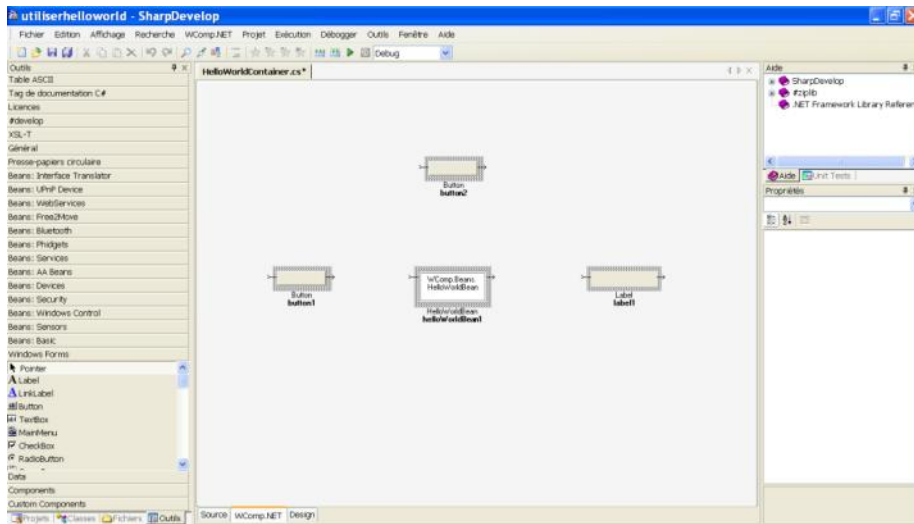 utiliserhelloworld - SharpDevelop
Fichier Edition Affichage Recherche WComp.NET Projet Exécution Débogger Outils Fenêtre Aide
Debug
Outils
Table ASCII
Tag de documentation C#
Licences
#develop
XSL-T
Général
Presse-papiers circulaire
Beans: Interface Translator
Beans: UPnP Device
Beans: WebServices
Beans: Free2Move
Beans: Bluetooth
Beans: Phidgets
Beans: Services
Beans: AA Beans
Beans: Devices
Beans: Security
Beans: Windows Control
Beans: Sensors
Beans: Basic
Windows Forms
Pointer
Label
LinkLabel
Button
TextBox
MainMenu
CheckBox
RadioButton
Data
Components
Custom Components
Projets Classes Fichiers Outils
HelloWorldContainer.cs*
Button
button2
Button
button1
WComp.Beans
HelloWorldBean
HelloWorldBean
helloWorldBean1
Label
label1
Source WComp.NET Design
Aide
SharpDevelop
#ziplib
.NET Framework Library Referen
Aide Unit Tests
Propriétés